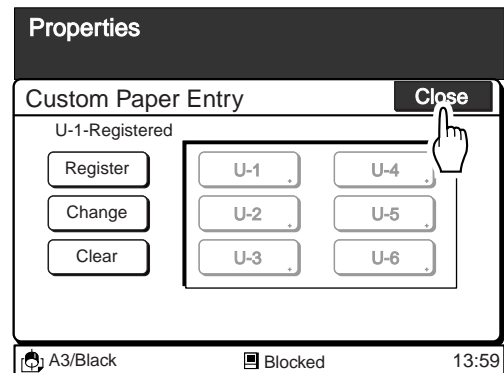 Properties
Custom Paper Entry Close
U-1-Registered
Register U-1 U-4
Change U-2 U-5
Clear U-3 U-6
A3/Black Blocked 13:59